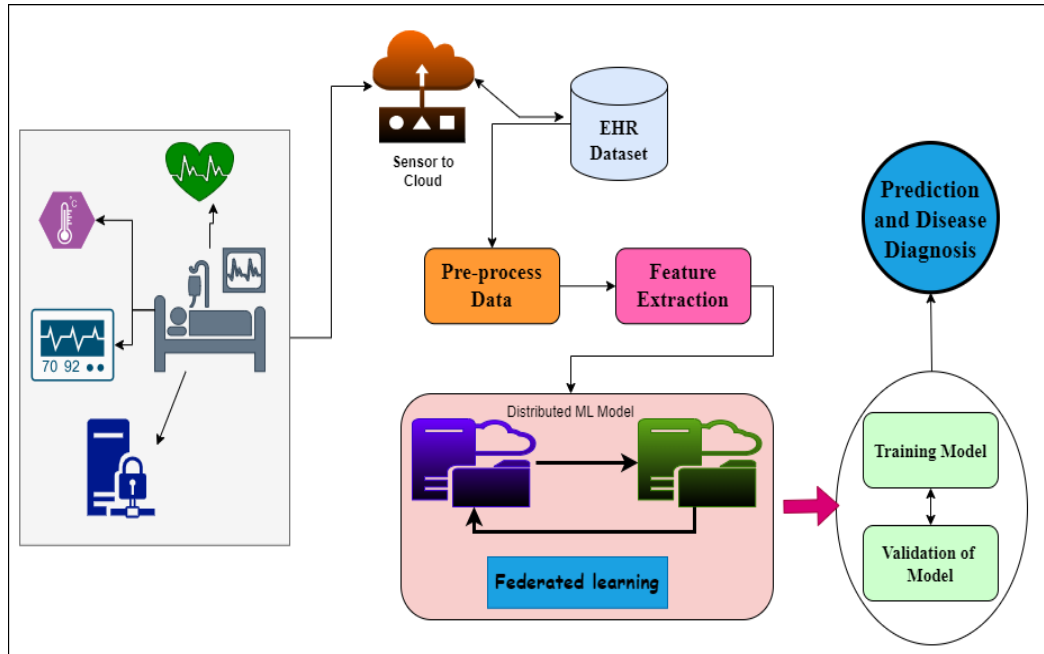 Sensor to
Cloud
EHR
Dataset
°C
70 92
Pre-process
Data
Feature
Extraction
Prediction
and Disease
Diagnosis
Distributed ML Model
Federated learning
Training Model
Validation of
Model